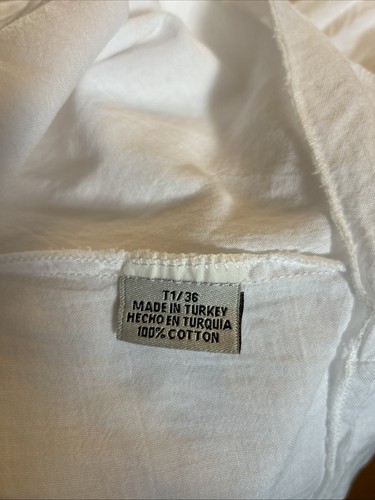 T1/36
MADE IN TURKEY
HECHO EN TURQUIA
100% COTTON